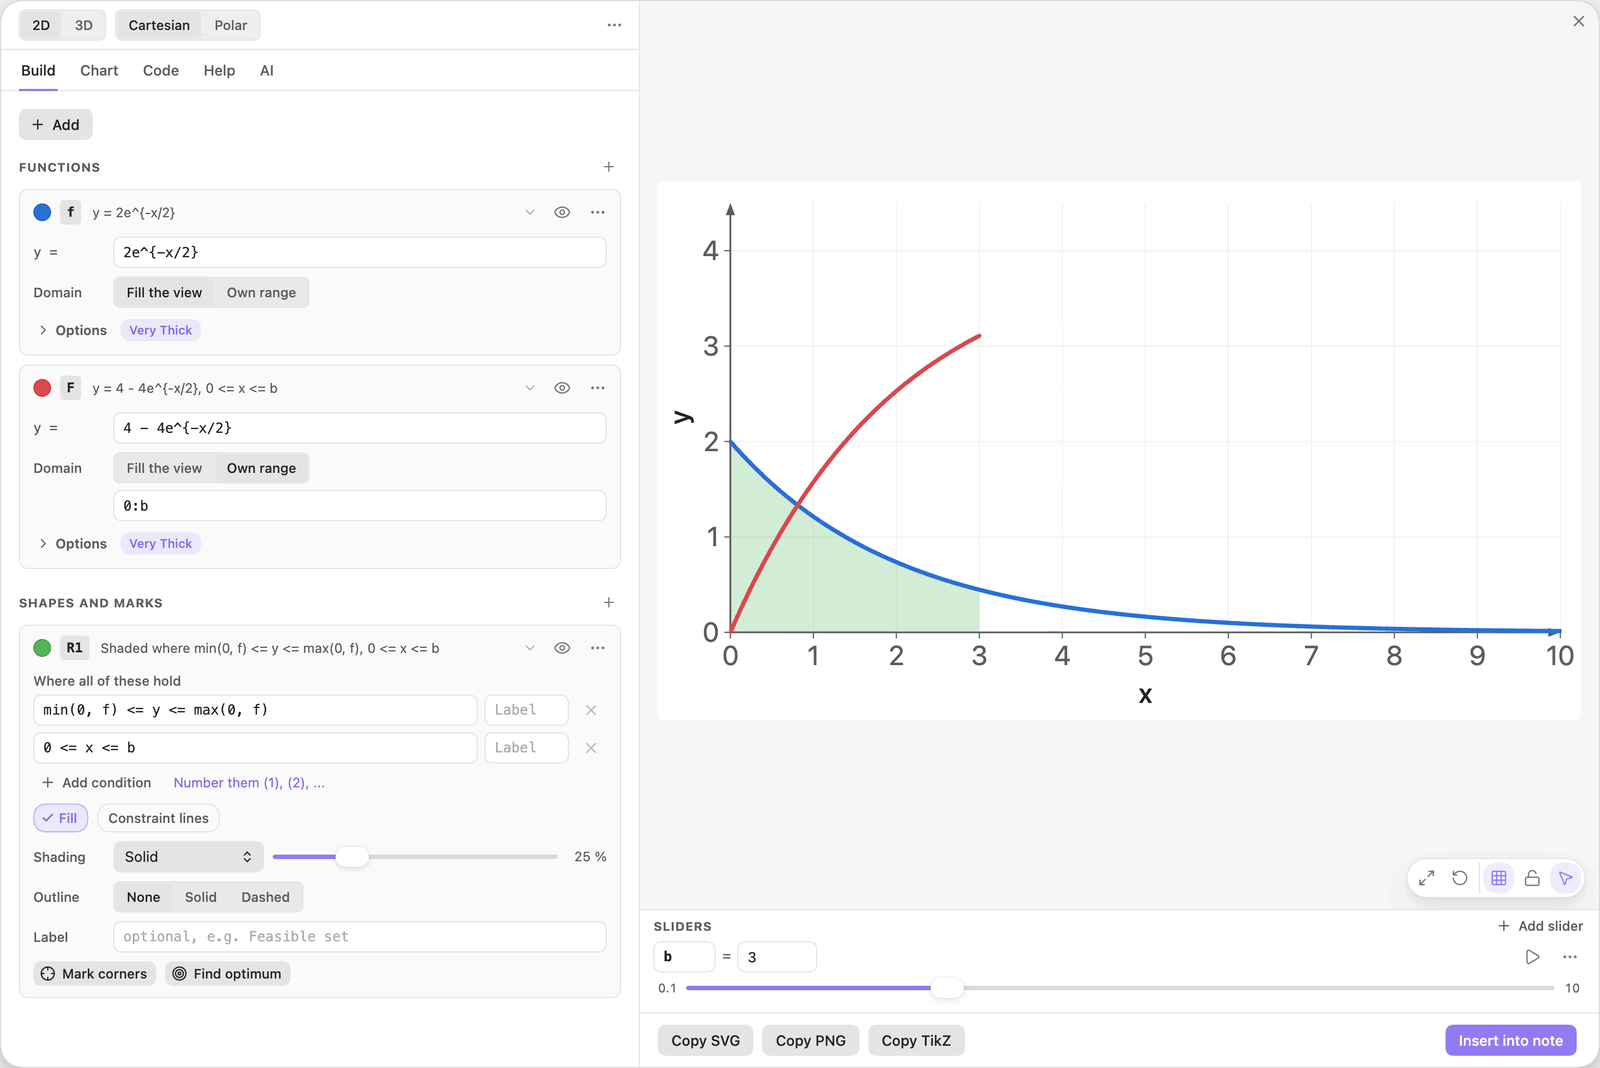 2D 3D Cartesian Polar
Build Chart Code Help AI
+ Add
FUNCTIONS
f y = 2e^{-x/2}
y = 2e^{−x/2}
Domain Fill the view Own range
Options Very Thick
F y = 4 - 4e^{-x/2}, 0 <= x <= b
y = 4 − 4e^{−x/2}
Domain Fill the view Own range
0:b
Options Very Thick
SHAPES AND MARKS
R1 Shaded where min(0, f) <= y <= max(0, f), 0 <= x <= b
Where all of these hold
min(0, f) <= y <= max(0, f) Label
0 <= x <= b Label
+ Add condition Number them (1), (2), ...
Fill Constraint lines
Shading Solid 25 %
Outline None Solid Dashed
Label optional, e.g. Feasible set
Mark corners Find optimum
4
3
2
1
0
y
0 1 2 3 4 5 6 7 8 9 10
x
SLIDERS + Add slider
b = 3
0.1 10
Copy SVG Copy PNG Copy TikZ Insert into note